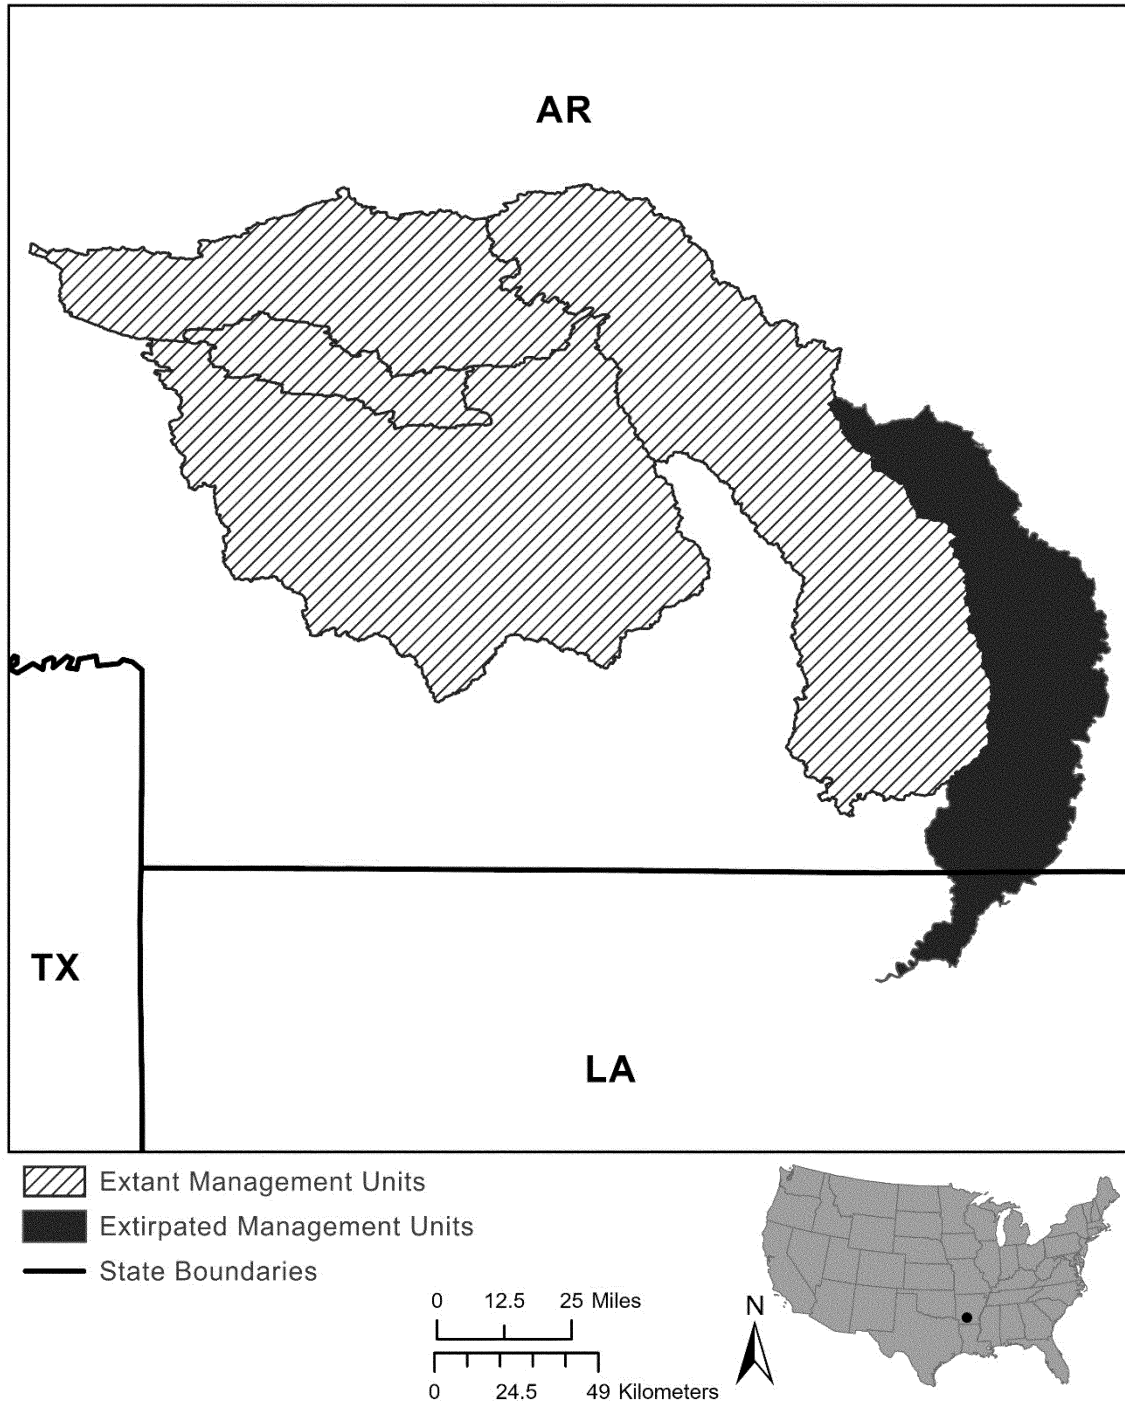 AR
TX
LA
Extant Management Units
Extirpated Management Units
State Boundaries
0 12.5 25 Miles
0 24.5 49 Kilometers
N